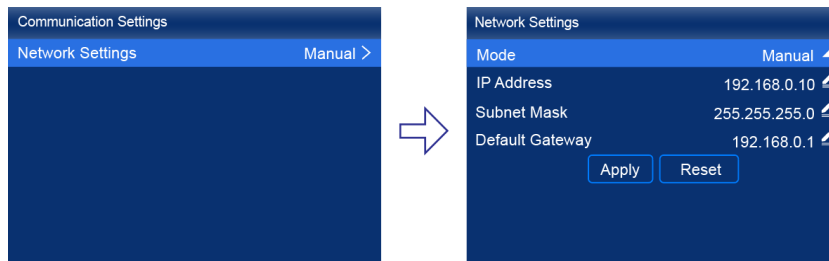 Communication Settings
Network Settings Manual >
Network Settings
Mode Manual
IP Address 192.168.0.10
Subnet Mask 255.255.255.0
Default Gateway 192.168.0.1
Apply Reset